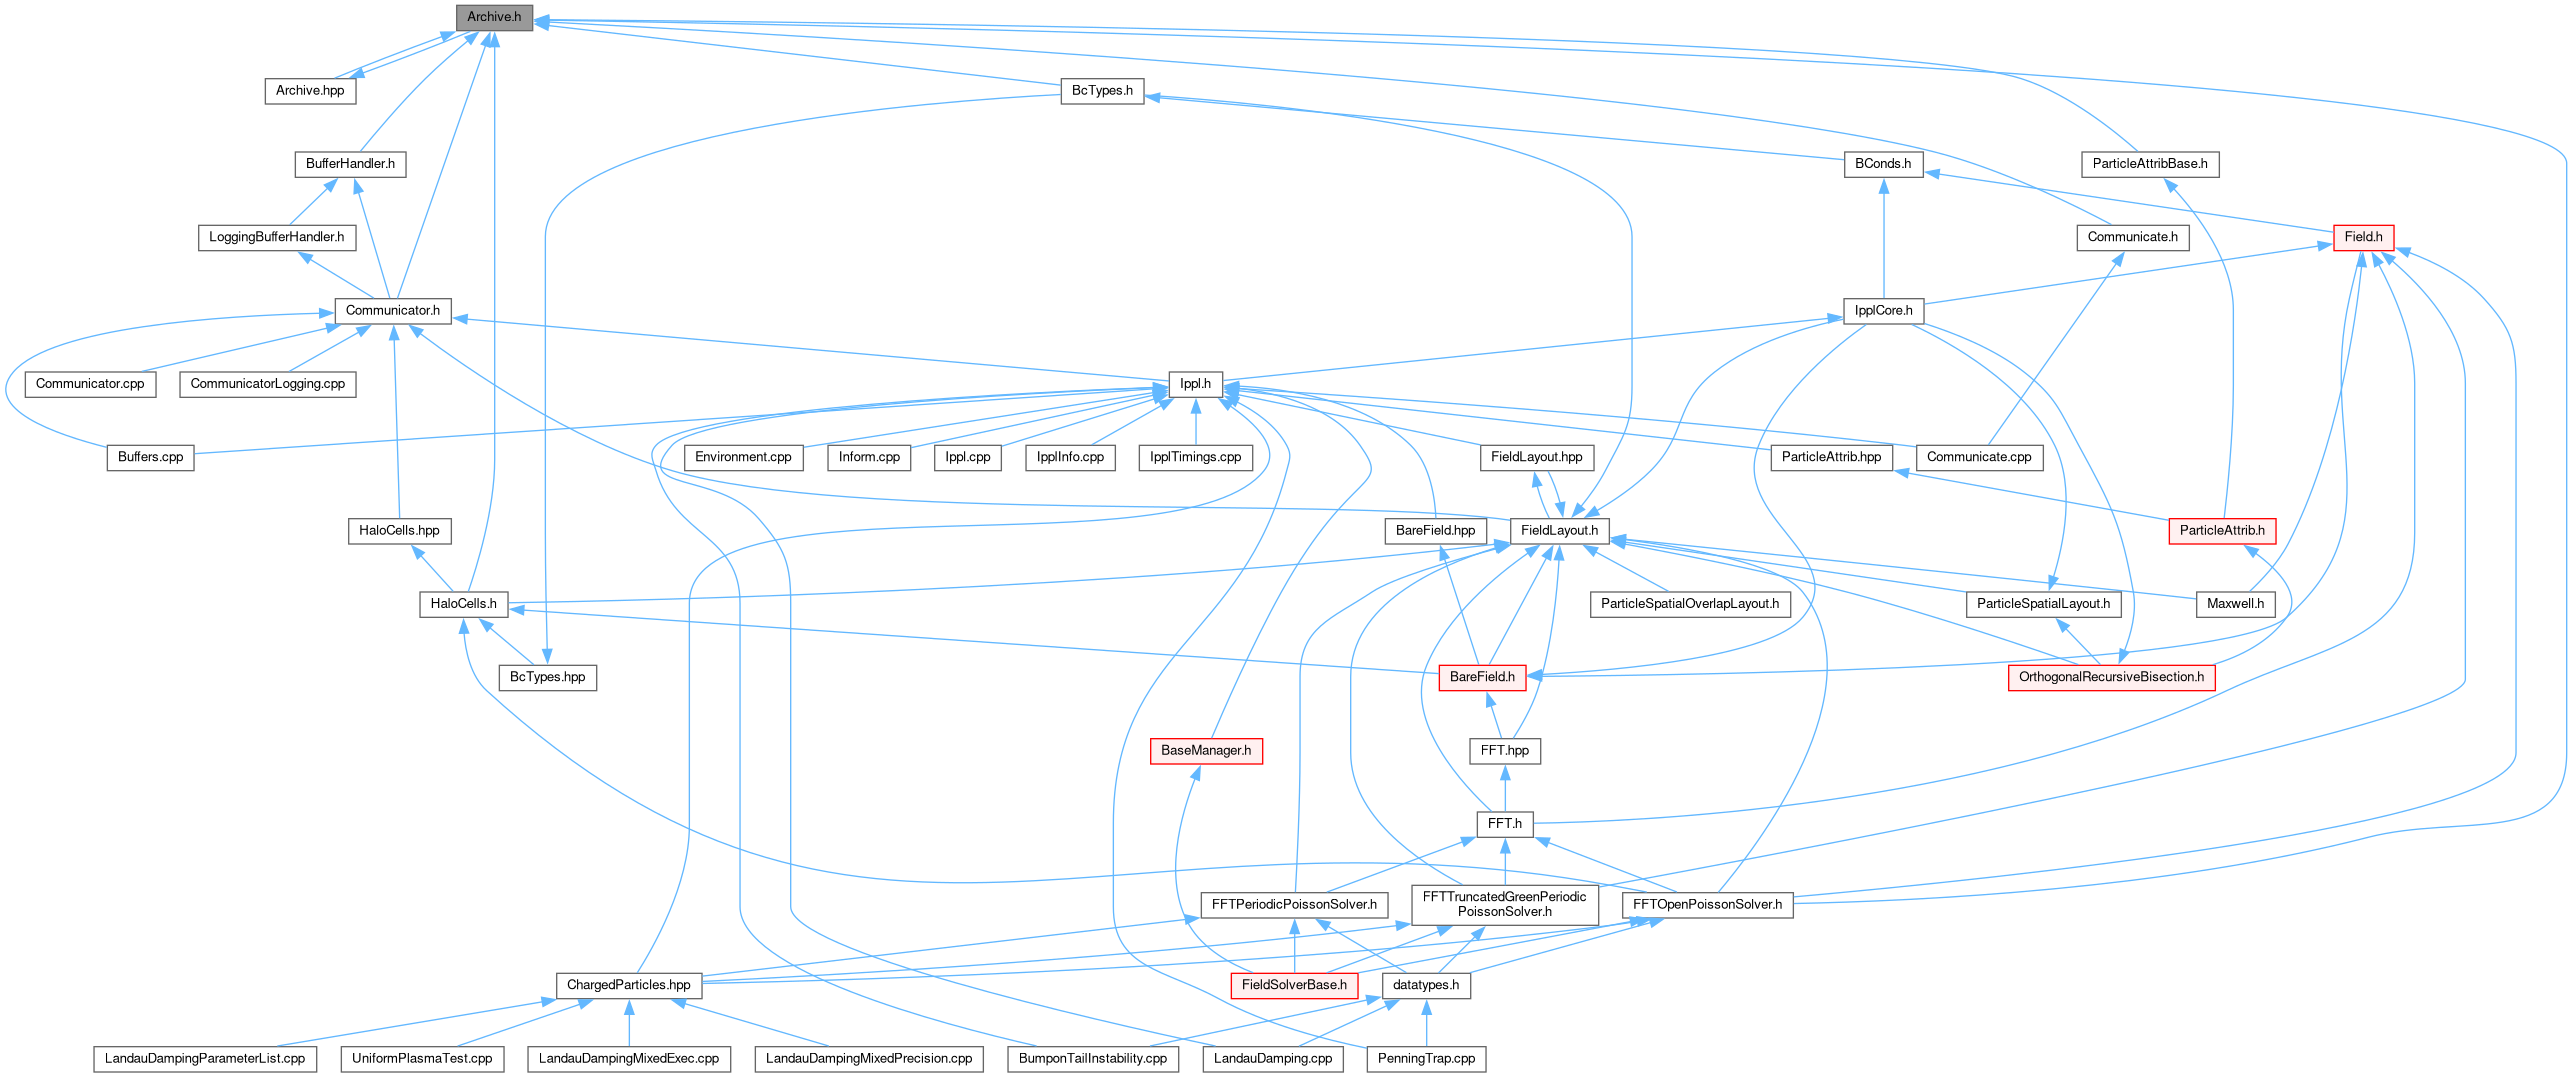 Archive.h
Archive.hpp
BcTypes.h
BufferHandler.h
BConds.h
ParticleAttribBase.h
LoggingBufferHandler.h
Communicate.h
Field.h
Communicator.h
IpplCore.h
Communicator.cpp
CommunicatorLogging.cpp
Ippl.h
Buffers.cpp
Environment.cpp
Inform.cpp
Ippl.cpp
IpplInfo.cpp
IpplTimings.cpp
FieldLayout.hpp
ParticleAttrib.hpp
Communicate.cpp
HaloCells.hpp
BareField.hpp
FieldLayout.h
ParticleAttrib.h
HaloCells.h
ParticleSpatialOverlapLayout.h
ParticleSpatialLayout.h
Maxwell.h
BcTypes.hpp
BareField.h
OrthogonalRecursiveBisection.h
BaseManager.h
FFT.hpp
FFT.h
FFTPeriodicPoissonSolver.h
FFTTruncatedGreenPeriodic
PoissonSolver.h
FFTOpenPoissonSolver.h
ChargedParticles.hpp
FieldSolverBase.h
datatypes.h
LandauDampingParameterList.cpp
UniformPlasmaTest.cpp
LandauDampingMixedExec.cpp
LandauDampingMixedPrecision.cpp
BumponTailInstability.cpp
LandauDamping.cpp
PenningTrap.cpp